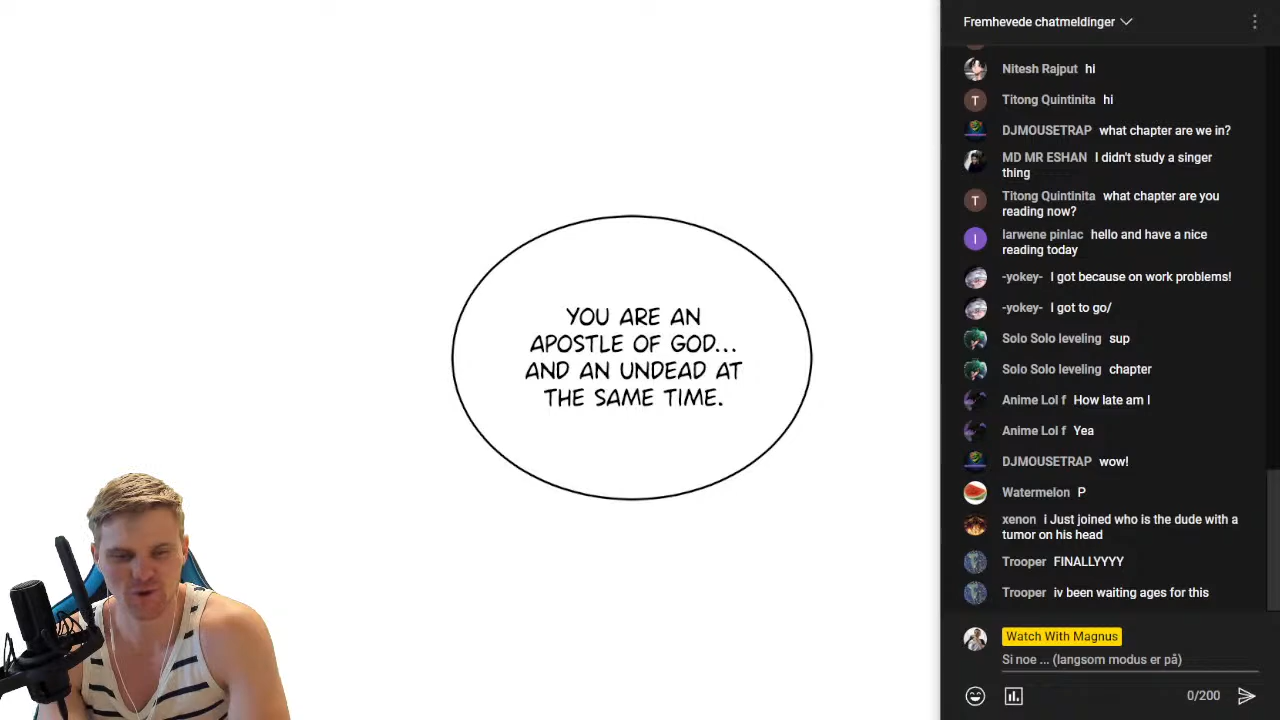 YOU ARE AN
APOSTLE OF GOD...
AND AN UNDEAD AT
THE SAME TIME.
Fremhevede chatmeldinger
Nitesh Rajput hi
T
Titong Quintinita hi
DJMOUSETRAP what chapter are we in?
MD MR ESHAN I didn't study a singer
thing
T
Titong Quintinita what chapter are you
reading now?
I
larwene pinlac hello and have a nice
reading today
-yokey- I got because on work problems!
-yokey- I got to go/
Solo Solo leveling sup
Solo Solo leveling chapter
Anime Lol f How late am I
Anime Lol f Yea
DJMOUSETRAP wow!
Watermelon P
xenon i Just joined who is the dude with a
tumor on his head
Trooper FINALLYYYY
Trooper iv been waiting ages for this
Watch With Magnus
Si noe ... (langsom modus er på)
0/200